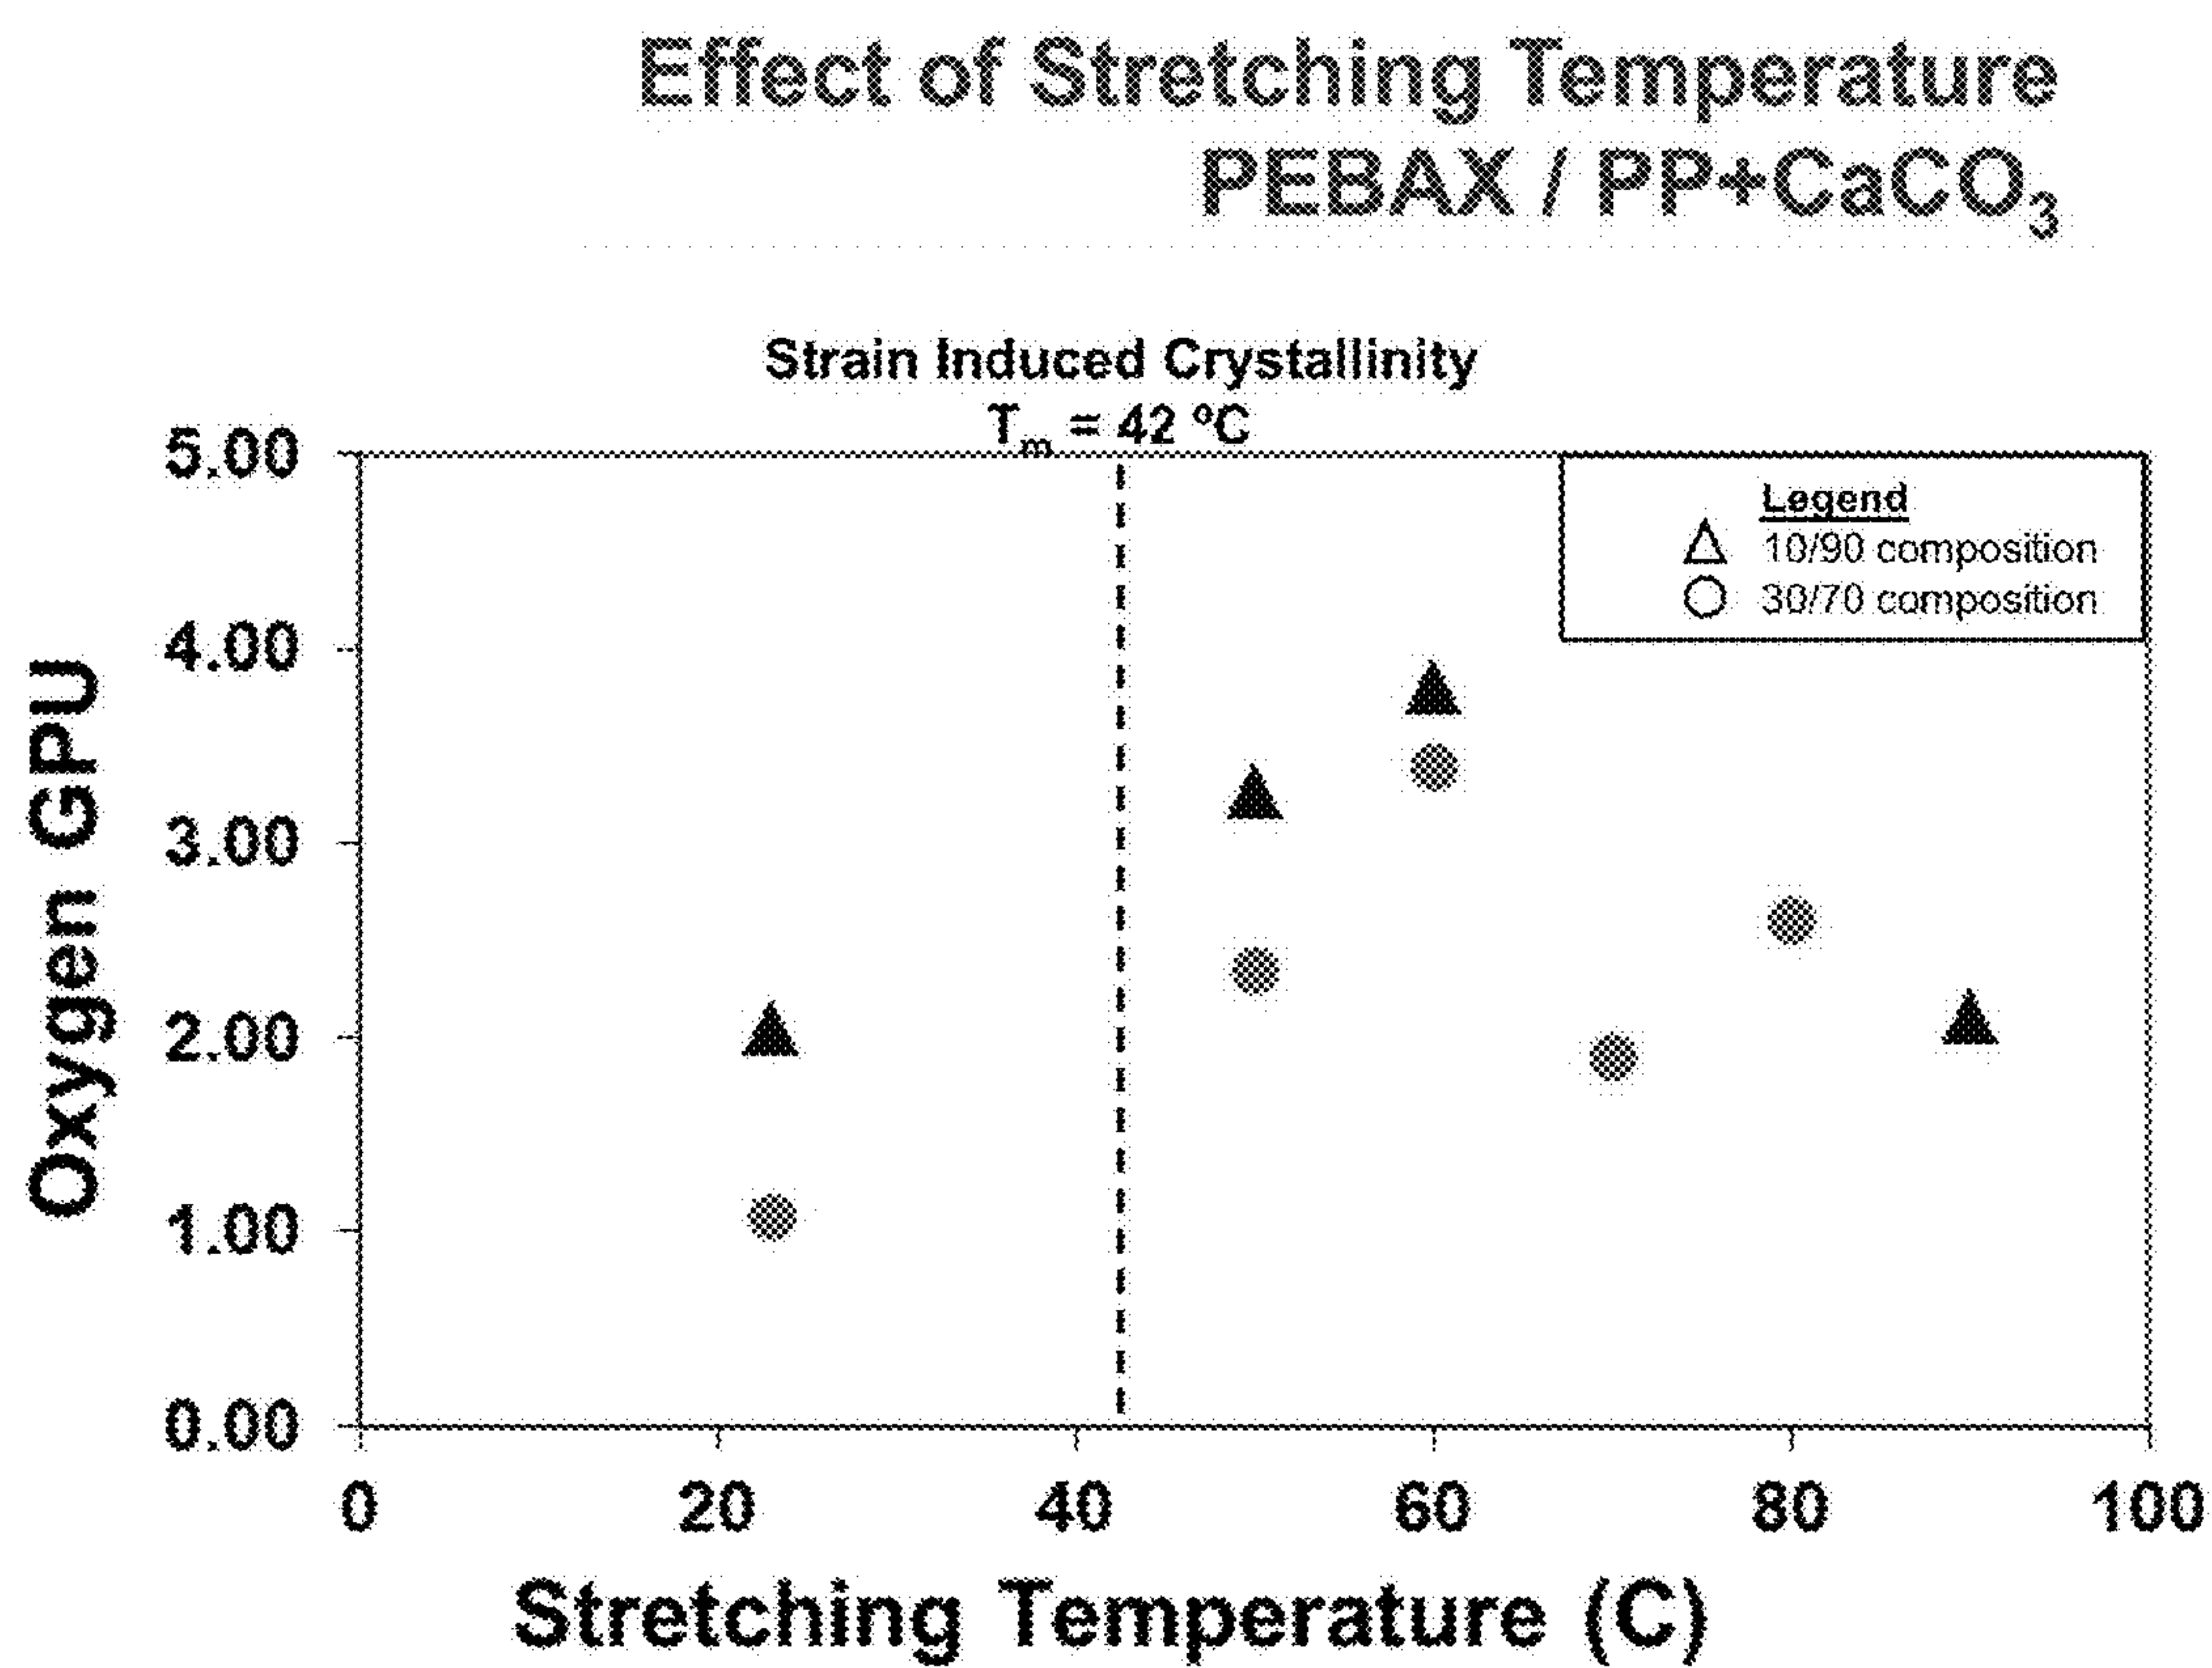 Effect of Stretching Temperature
PEBAX / PP+CaCO₃
Strain Induced Crystallinity
Tₘ = 42 ºC
Legend
10/90 composition
30/70 composition
Oxygen GPU
5.00
4.00
3.00
2.00
1.00
0.00
0 20 40 60 80 100
Stretching Temperature (C)